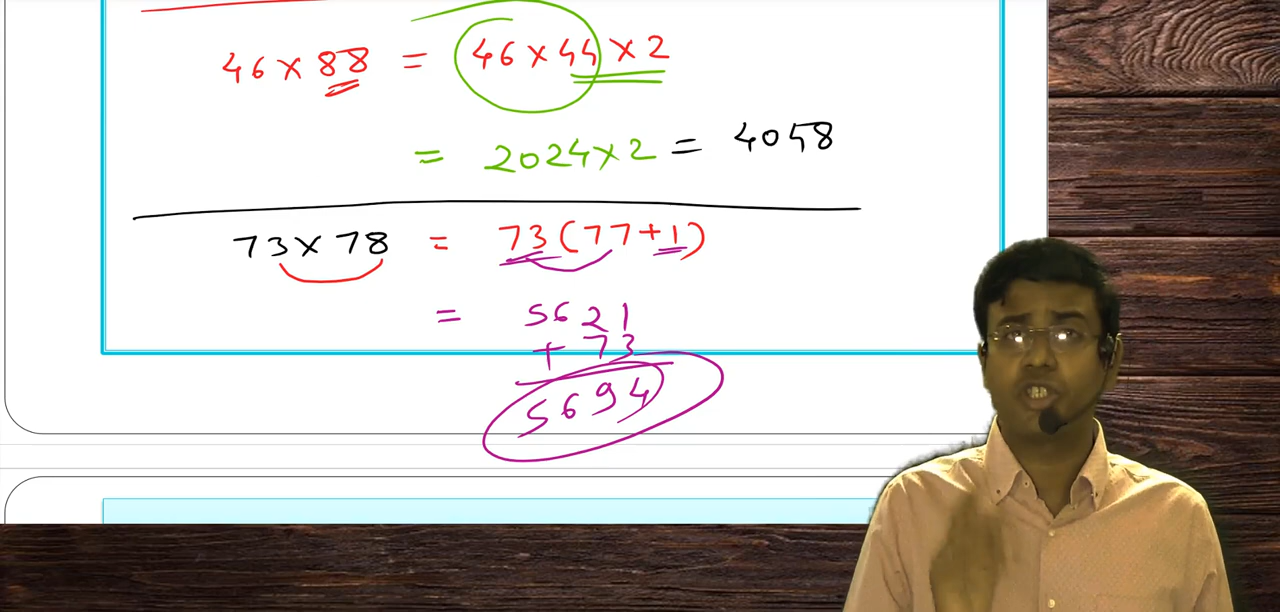 46 × 88 = 46 × 44 × 2
= 2024 × 2 = 4058
73 × 78 = 73 (77 + 1)
= 5621
+ 73
5694